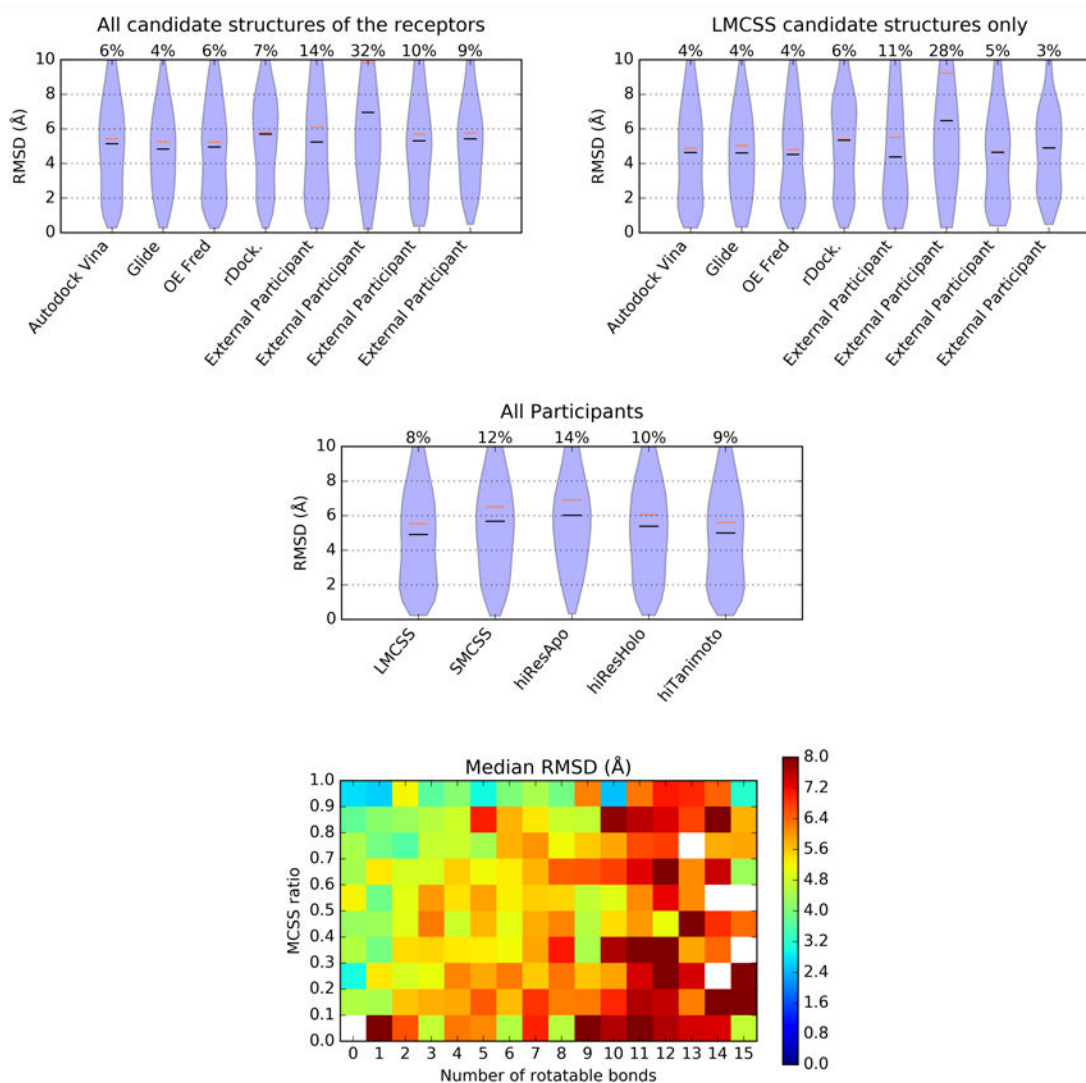 All candidate structures of the receptors
6% 4% 6% 7% 14% 32% 10% 9%
RMSD (Å)
10
8
6
4
2
0
Autodock Vina
Glide
OE Fred
rDock.
External Participant
External Participant
External Participant
External Participant
LMCSS candidate structures only
4% 4% 4% 6% 11% 28% 5% 3%
RMSD (Å)
10
8
6
4
2
0
Autodock Vina
Glide
OE Fred
rDock.
External Participant
External Participant
External Participant
External Participant
All Participants
8% 12% 14% 10% 9%
RMSD (Å)
10
8
6
4
2
0
LMCSS
SMCSS
hiResApo
hiResHolo
hiTanimoto
Median RMSD (Å)
MCSS ratio
1.0
0.9
0.8
0.7
0.6
0.5
0.4
0.3
0.2
0.1
0.0
0 1 2 3 4 5 6 7 8 9 10 11 12 13 14 15
Number of rotatable bonds
8.0
7.2
6.4
5.6
4.8
4.0
3.2
2.4
1.6
0.8
0.0